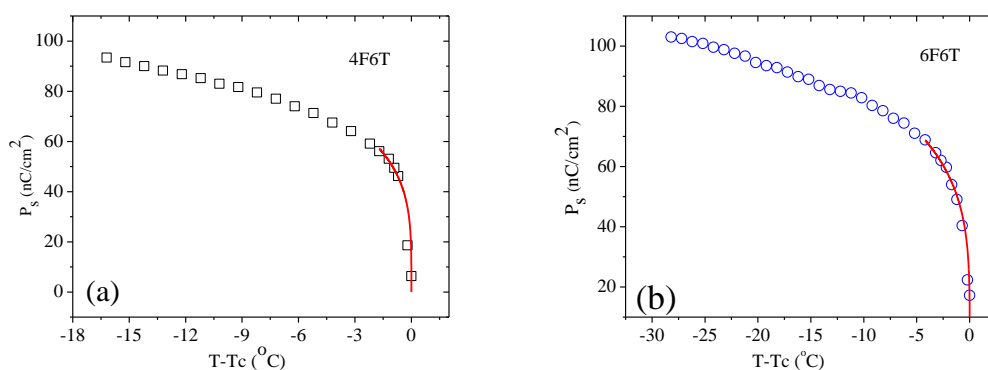 100
80
60
40
20
0
P_s (nC/cm^2)
4F6T
(a)
-18 -15 -12 -9 -6 -3 0
T-Tc (^oC)
100
80
60
40
20
P_s (nC/cm^2)
6F6T
(b)
-30 -25 -20 -15 -10 -5 0
T-Tc (°C)